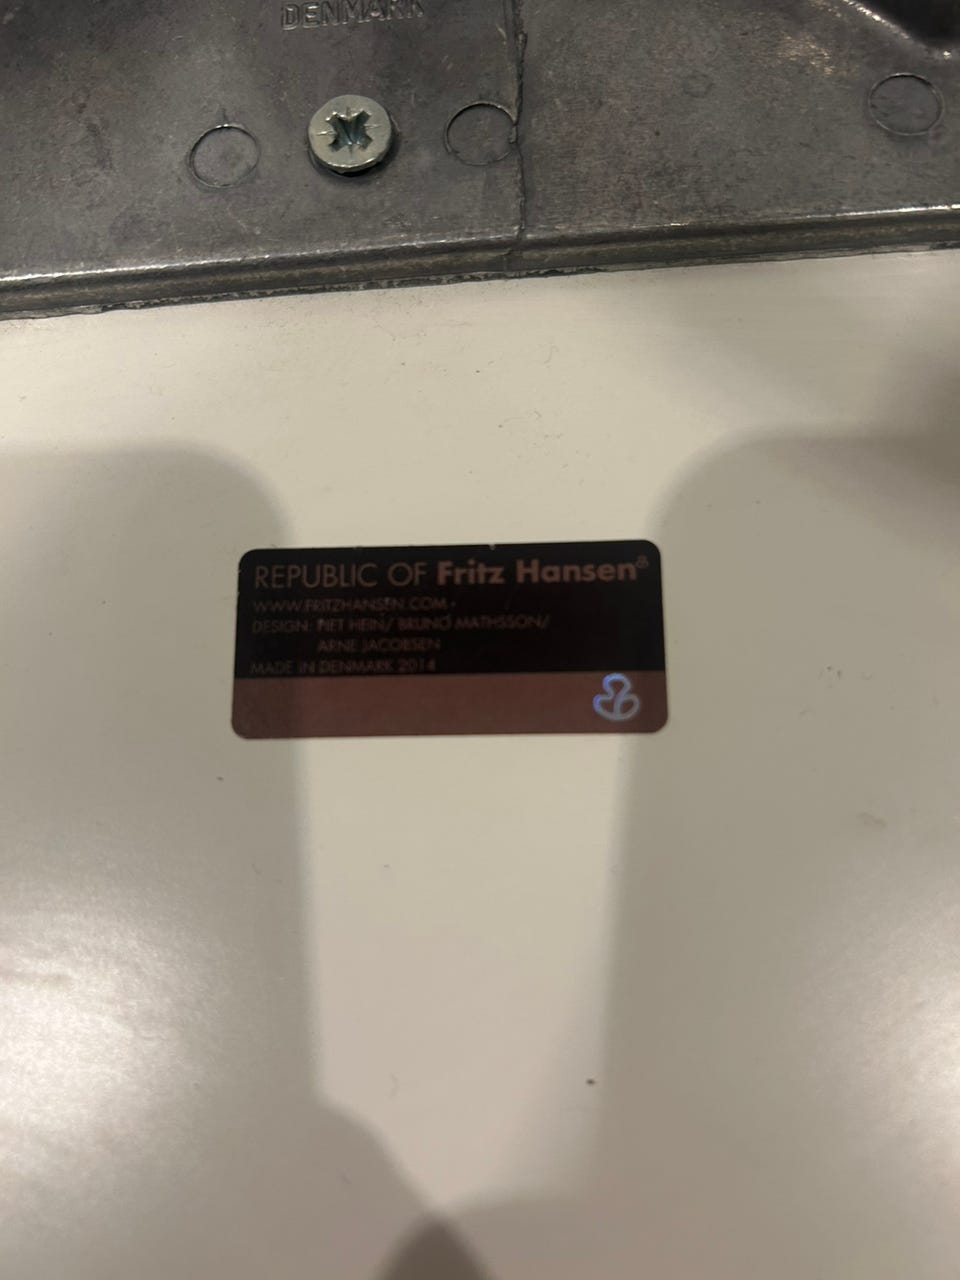 DENMARK
REPUBLIC OF Fritz Hansen
WWW.FRITZHANSEN.COM
DESIGN: PIET HEIN/ BRUNO MATHSSON/
ARNE JACOBSEN
MADE IN DENMARK 2014